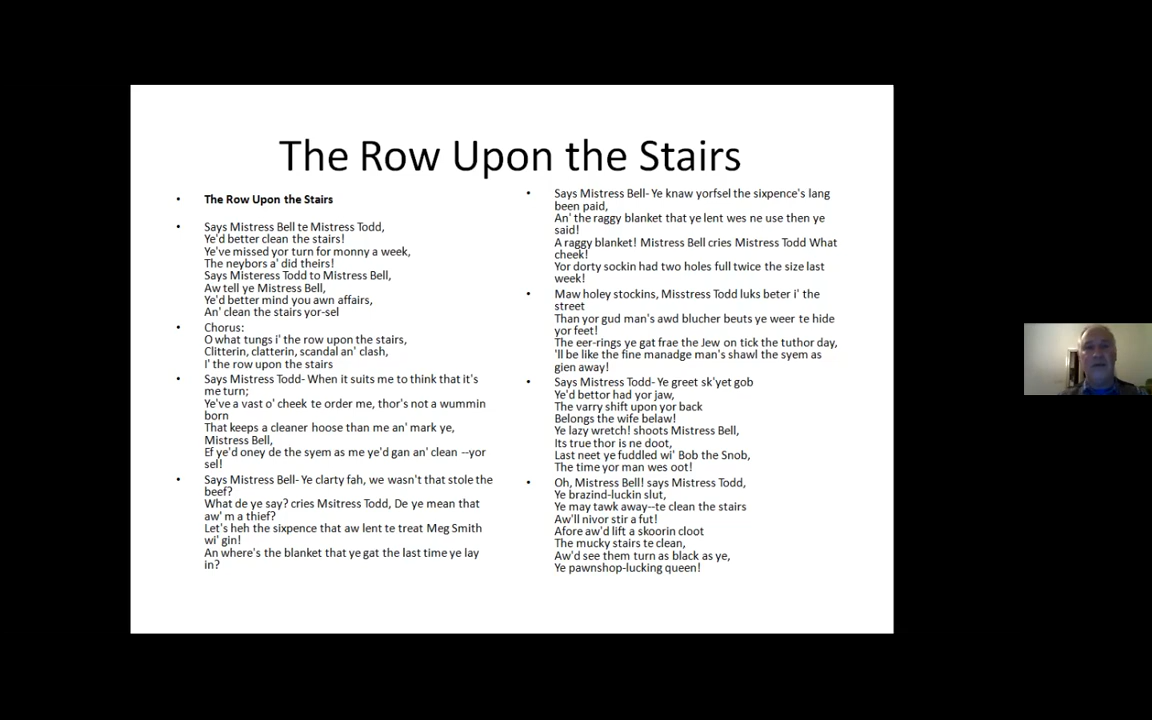 The Row Upon the Stairs
• The Row Upon the Stairs
• Says Mistress Bell te Mistress Todd,
Ye'd better clean the stairs!
Ye've missed yor turn for monny a week,
The neybors a' did theirs!
Says Misteress Todd to Mistress Bell,
Aw tell ye Mistress Bell,
Ye'd better mind you awn affairs,
An' clean the stairs yor-sel
• Chorus:
O what tungs i' the row upon the stairs,
Clitterin, clatterin, scandal an' clash,
I' the row upon the stairs
• Says Mistress Todd- When it suits me to think that it's
me turn;
Ye've a vast o' cheek te order me, thor's not a wummin
born
That keeps a cleaner hoose than me an' mark ye,
Mistress Bell,
Ef ye'd oney de the syem as me ye'd gan an' clean --yor
sel!
• Says Mistress Bell- Ye clarty fah, we wasn't that stole the
beef?
What de ye say? cries Msitress Todd, De ye mean that
aw' m a thief?
Let's heh the sixpence that aw lent te treat Meg Smith
wi' gin!
An where's the blanket that ye gat the last time ye lay
in?
• Says Mistress Bell- Ye knaw yorfsel the sixpence's lang
been paid,
An' the raggy blanket that ye lent wes ne use then ye
said!
A raggy blanket! Mistress Bell cries Mistress Todd What
cheek!
Yor dorty sockin had two holes full twice the size last
week!
• Maw holey stockins, Misstress Todd luks beter i' the
street
Than yor gud man's awd blucher beuts ye weer te hide
yor feet!
The eer-rings ye gat frae the Jew on tick the tuthor day,
'll be like the fine manadge man's shawl the syem as
gien away!
• Says Mistress Todd- Ye greet sk'yet gob
Ye'd bettor had yor jaw,
The varry shift upon yor back
Belongs the wife belaw!
Ye lazy wretch! shoots Mistress Bell,
Its true thor is ne doot,
Last neet ye fuddled wi' Bob the Snob,
The time yor man wes oot!
• Oh, Mistress Bell! says Mistress Todd,
Ye brazind-luckin slut,
Ye may tawk away--te clean the stairs
Aw'll nivor stir a fut!
Afore aw'd lift a skoorin cloot
The mucky stairs te clean,
Aw'd see them turn as black as ye,
Ye pawnshop-lucking queen!